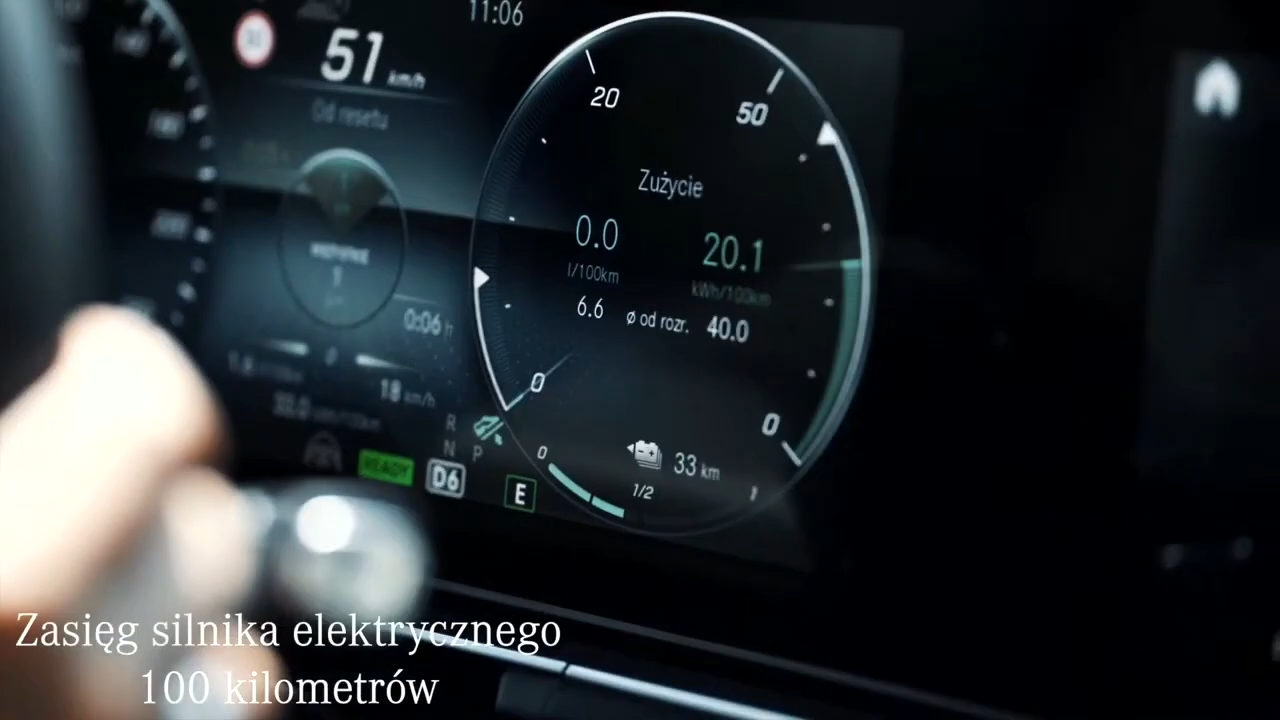 11:06
51 km/h
Od resetu
20
50
Zużycie
0.0
20.1
l/100km
kWh/100km
6.6
ø od rozr.
40.0
0:06 h
0
18 km/h
0
R
N P
0
33 km
READY
D6
E
1/2
1
Zasięg silnika elektrycznego
100 kilometrów